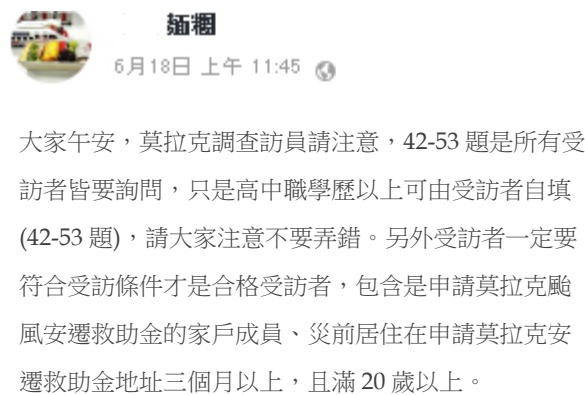 緬糰
6月18日 上午 11:45
大家午安，莫拉克調查訪員請注意，42-53 題是所有受
訪者皆要詢問，只是高中職學歷以上可由受訪者自填
(42-53 題)，請大家注意不要弄錯。另外受訪者一定要
符合受訪條件才是合格受訪者，包含是申請莫拉克颱
風安遷救助金的家戶成員、災前居住在申請莫拉克安
遷救助金地址三個月以上，且滿 20 歲以上。